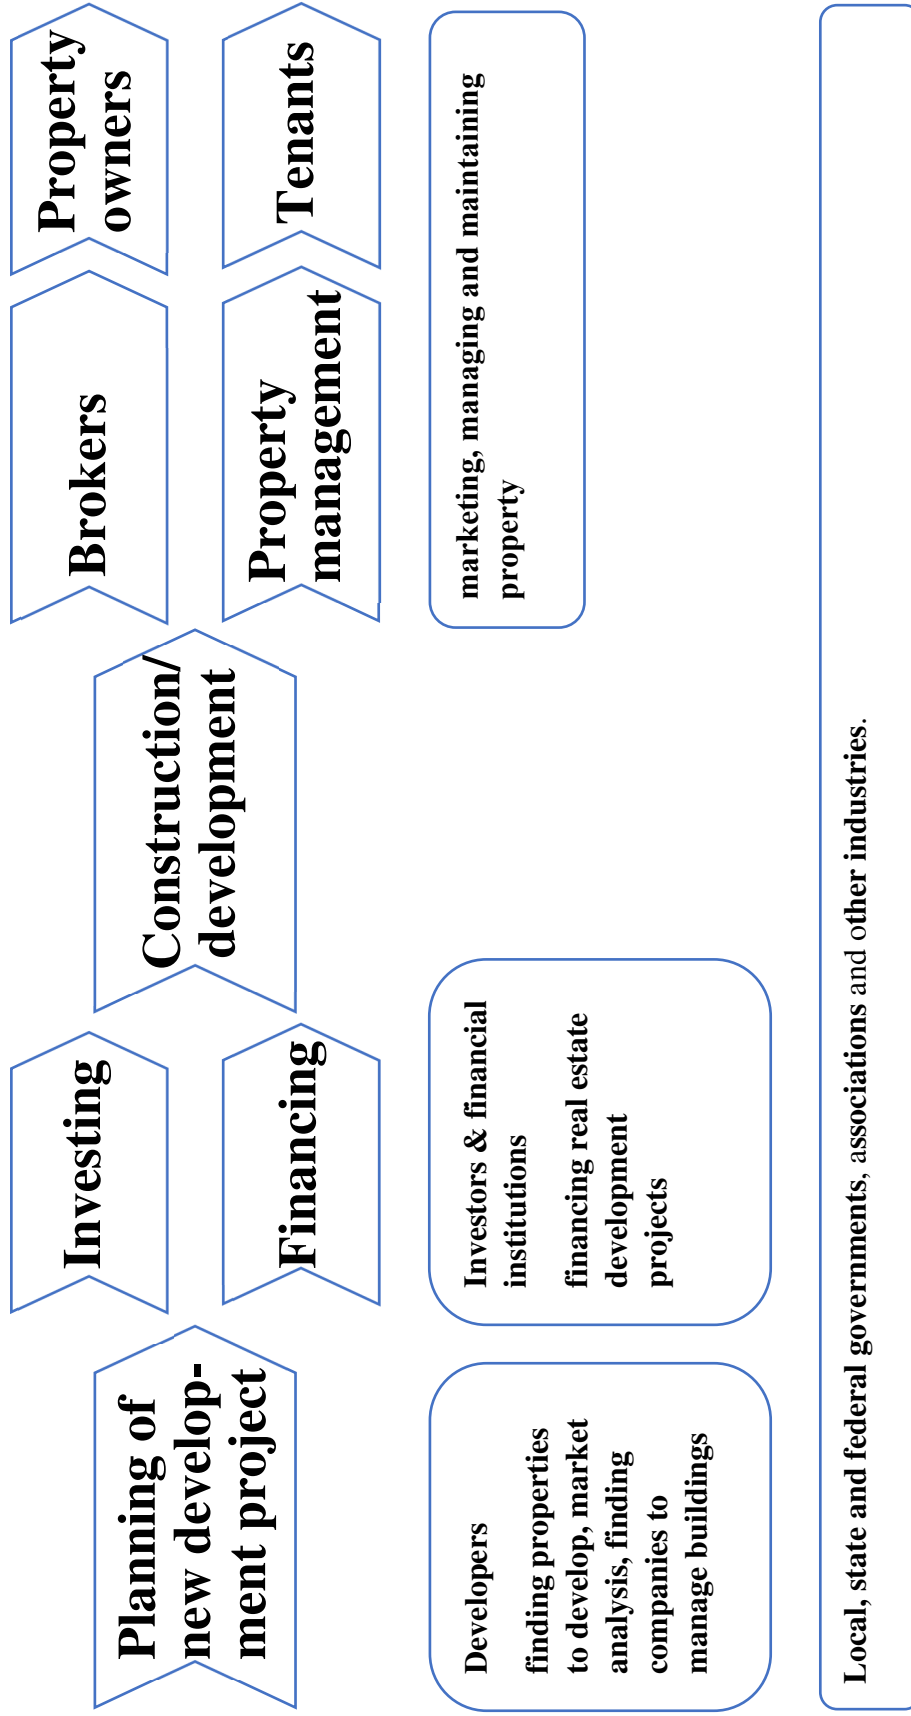 Planning of
new develop-
ment project
Investing
Financing
Construction/
development
Brokers
Property
management
Property
owners
Tenants
Developers
finding properties
to develop, market
analysis, finding
companies to
manage buildings
Investors & financial
institutions
financing real estate
development
projects
marketing, managing and maintaining
property
Local, state and federal governments, associations and other industries.